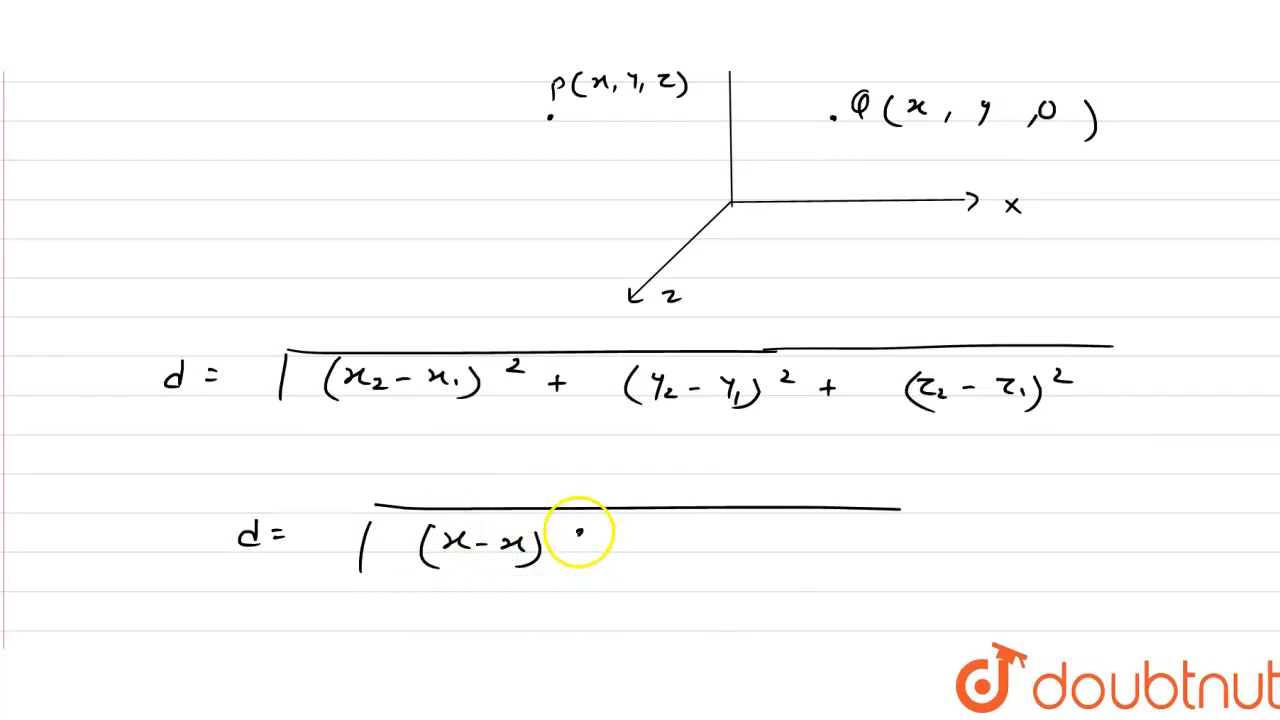 P(x, y, z)
Q(x, y, 0)
x
z
d = √(x₂ - x₁)² + (y₂ - y₁)² + (z₂ - z₁)²
d = √(x - x)
doubtnut